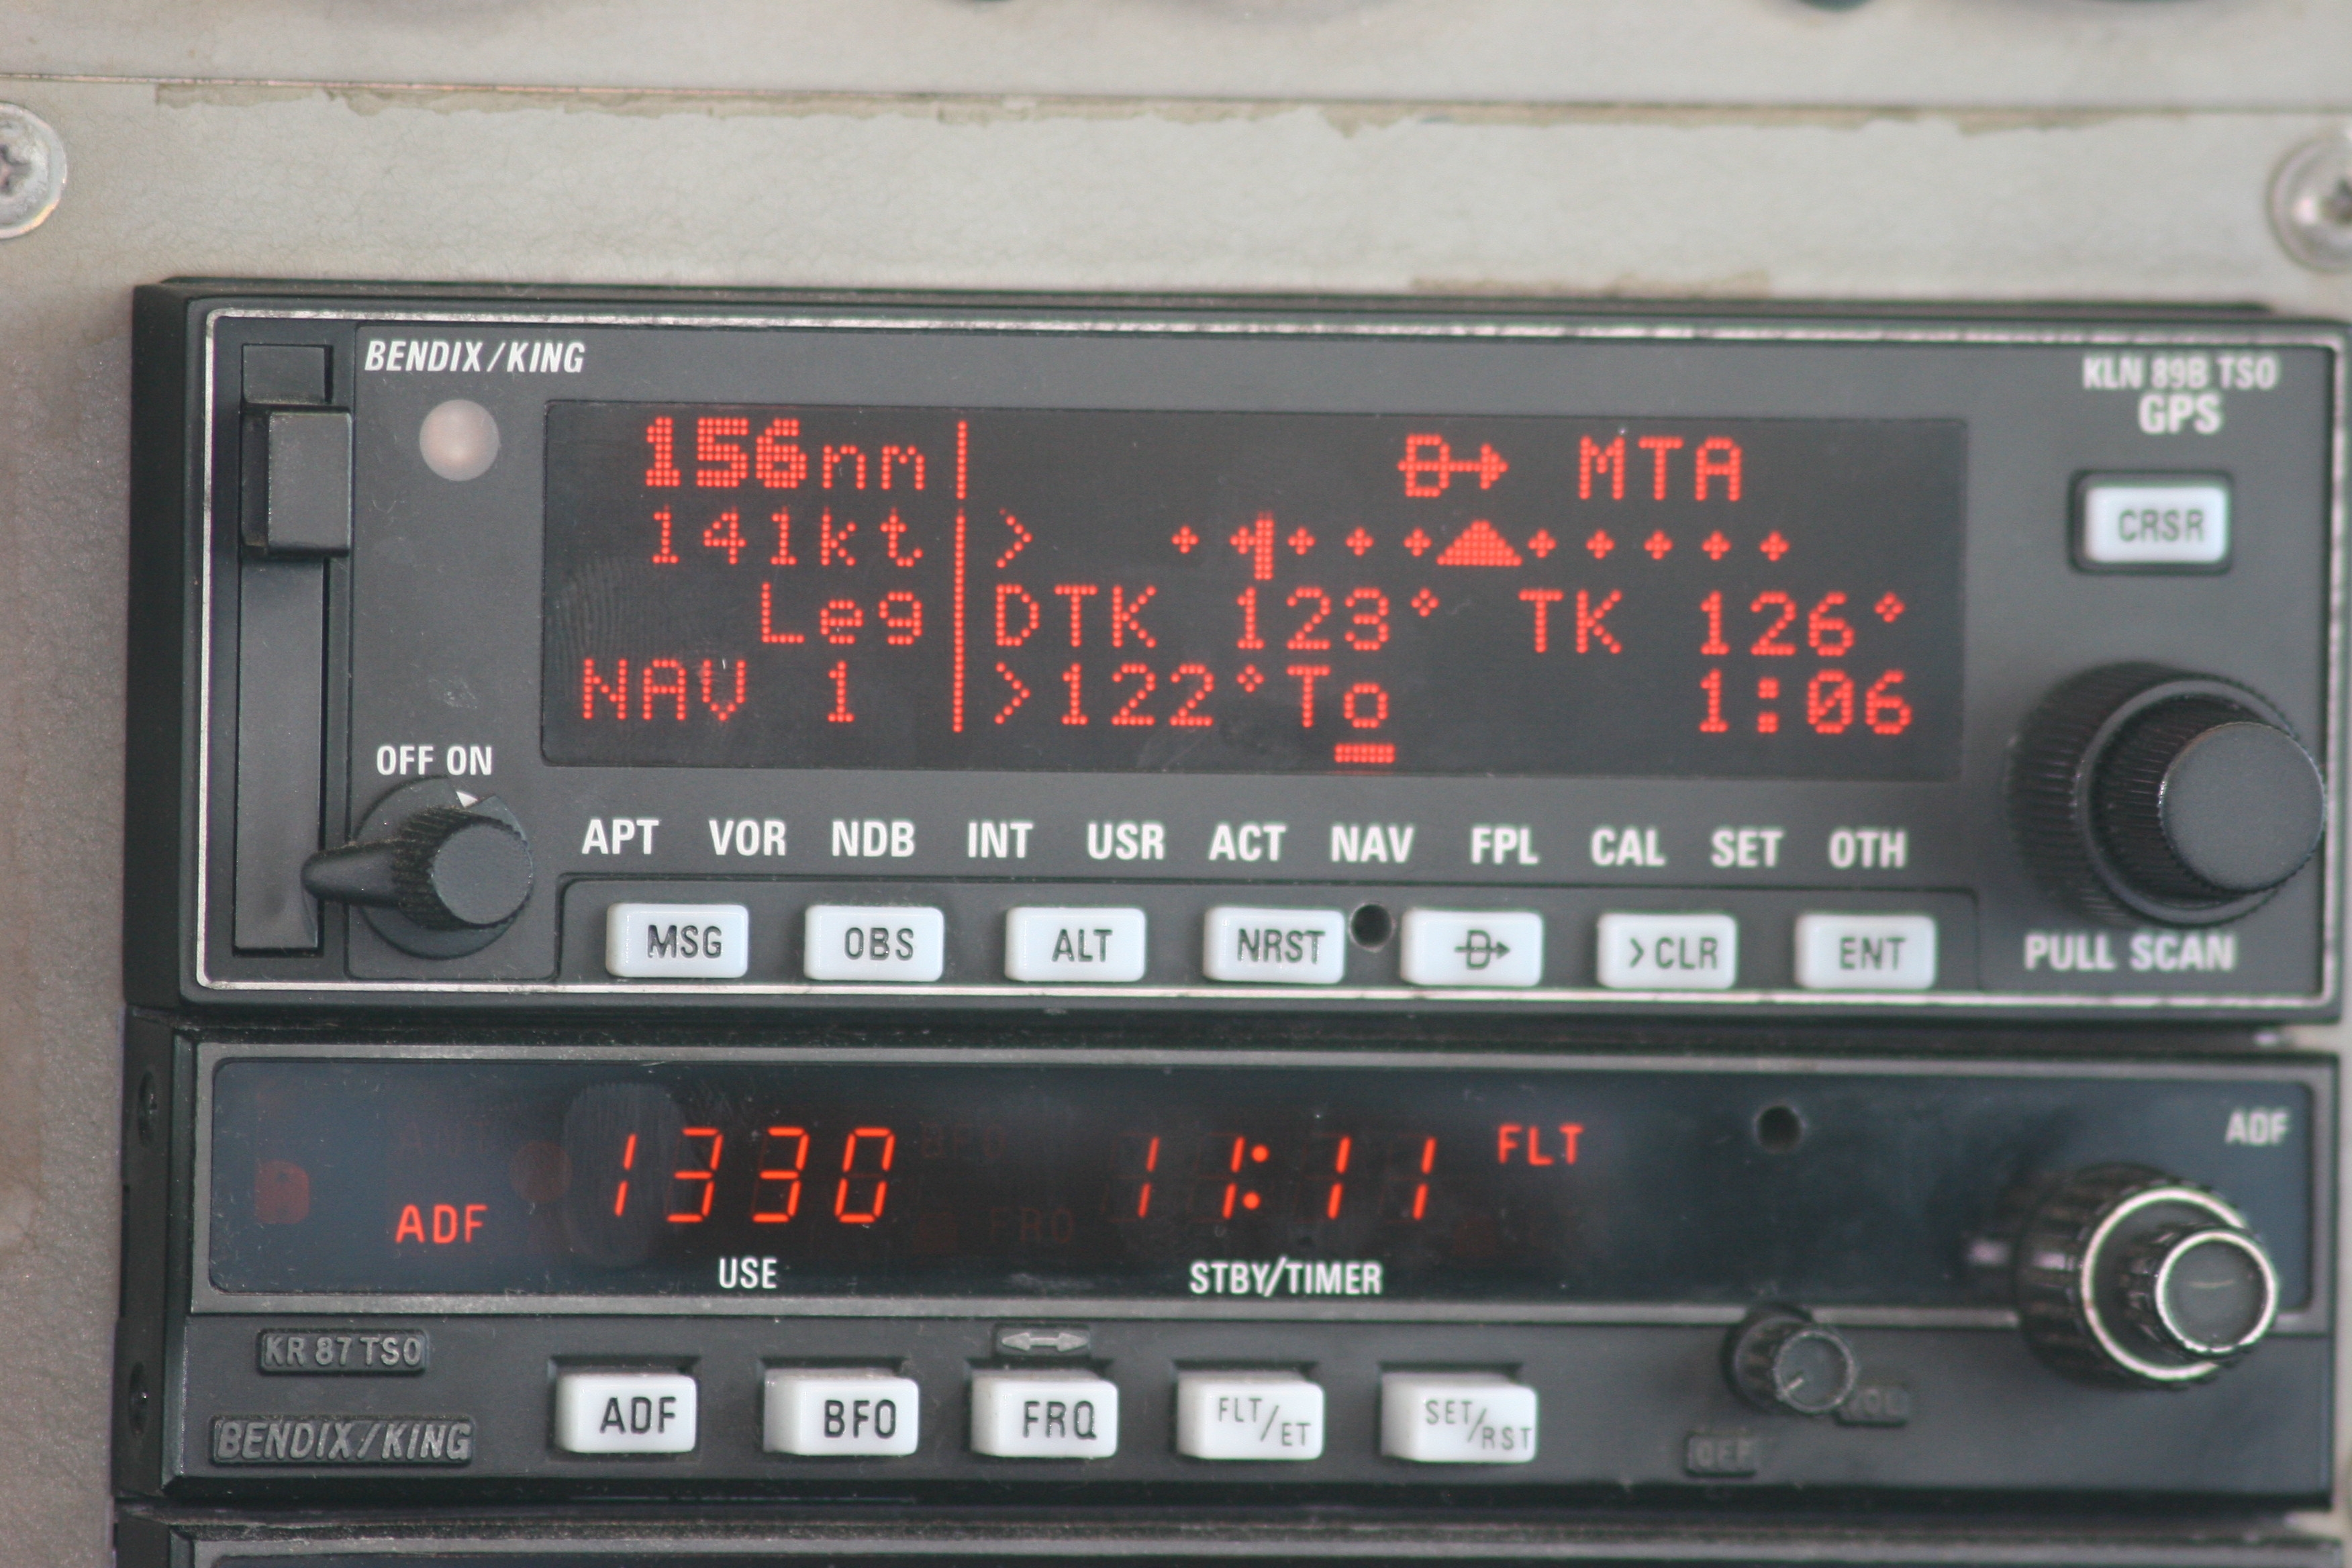 BENDIX/KING
KLN 89B TSO
GPS
156nm MTA
141kt >
Leg DTK 123° TK 126°
NAV 1 >122°To 1:06
CRSR
OFF ON
APT VOR NDB INT USR ACT NAV FPL CAL SET OTH
MSG OBS ALT NRST D >CLR ENT
PULL SCAN
ADF
ADF 1330 11:11 FLT
USE STBY/TIMER
KR 87 TSO
ADF BFO FRQ FLT/ET SET/RST
VOL
OFF
BENDIX/KING